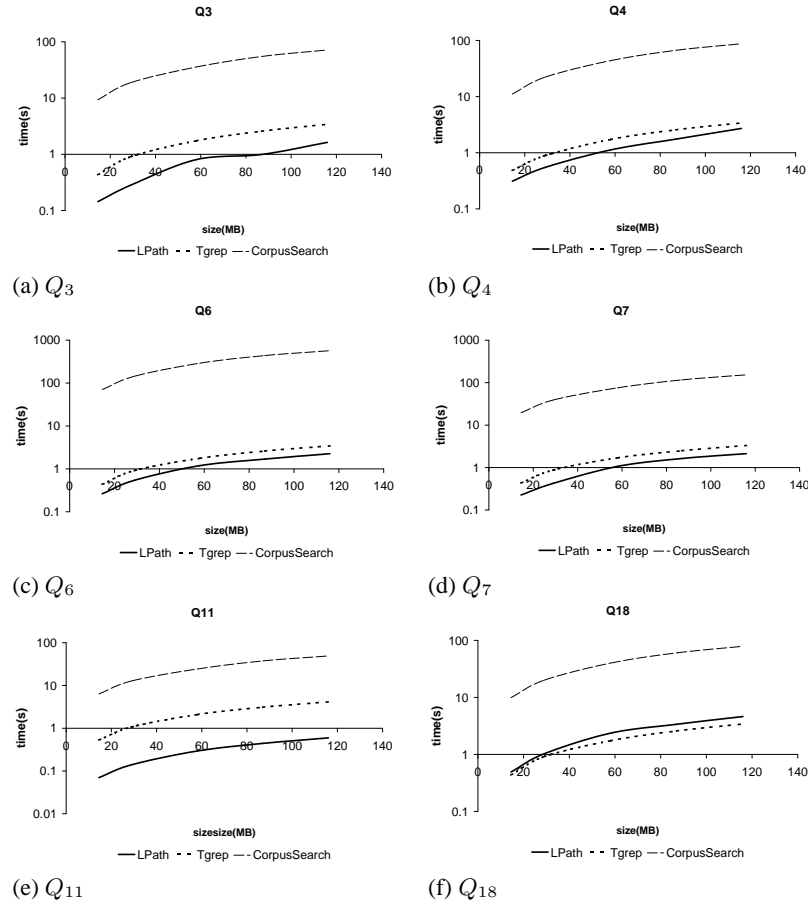 Q3
100
10
1
0.1
time(s)
0 20 40 60 80 100 120 140
size(MB)
LPath Tgrep CorpusSearch
(a) Q3
Q4
100
10
1
0.1
time(s)
0 20 40 60 80 100 120 140
size(MB)
LPath Tgrep CorpusSearch
(b) Q4
Q6
1000
100
10
1
0.1
time(s)
0 20 40 60 80 100 120 140
size(MB)
LPath Tgrep CorpusSearch
(c) Q6
Q7
1000
100
10
1
0.1
time(s)
0 20 40 60 80 100 120 140
size(MB)
LPath Tgrep CorpusSearch
(d) Q7
Q11
100
10
1
0.1
0.01
time(s)
0 20 40 60 80 100 120 140
sizesize(MB)
LPath Tgrep CorpusSearch
(e) Q11
Q18
100
10
1
0.1
time(s)
0 20 40 60 80 100 120 140
size(MB)
LPath Tgrep CorpusSearch
(f) Q18